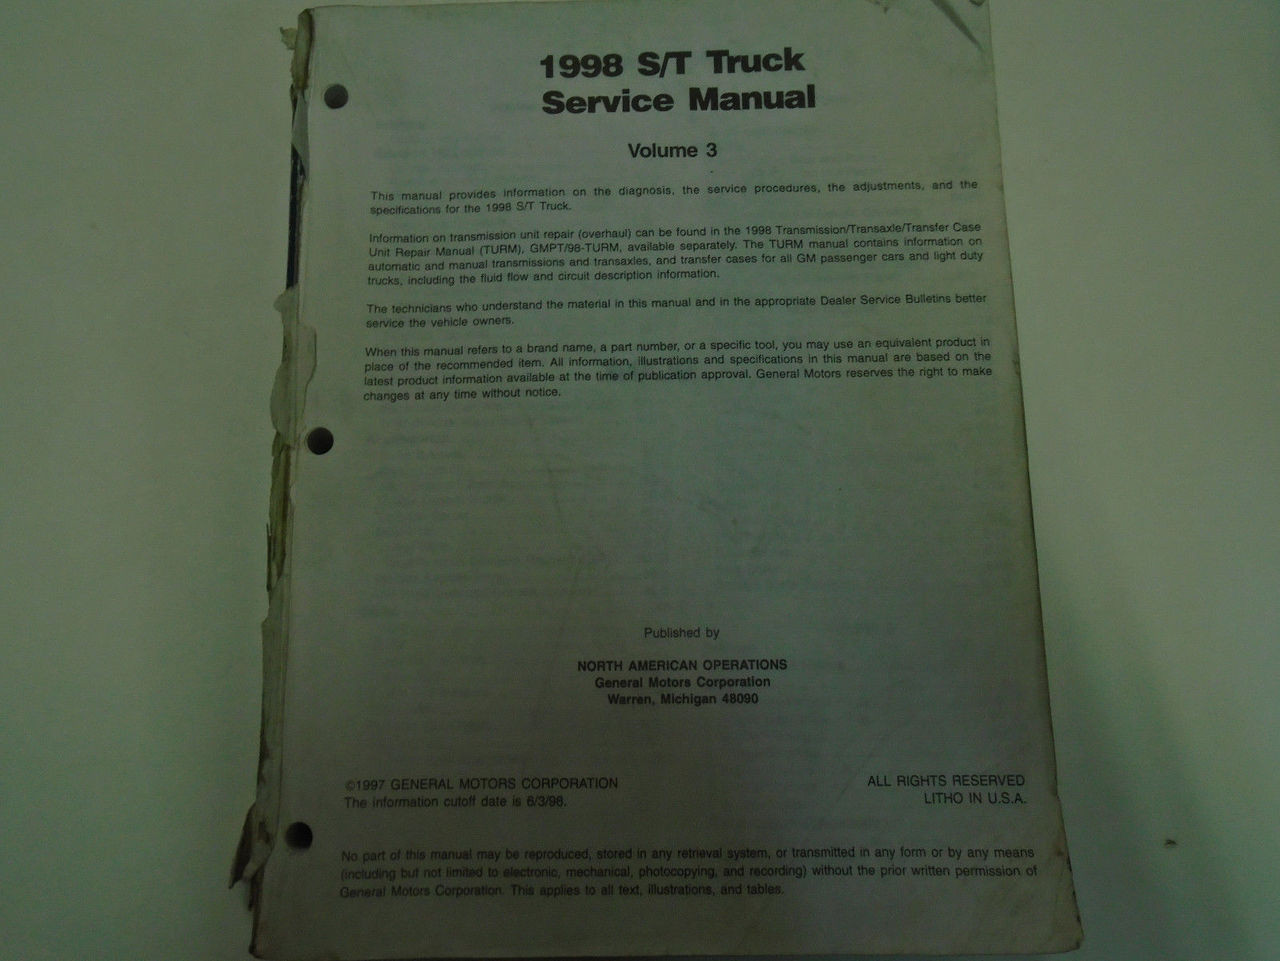 1998 S/T Truck
Service Manual
Volume 3
This manual provides information on the diagnosis, the service procedures, the adjustments, and the
specifications for the 1998 S/T Truck.
Information on transmission unit repair (overhaul) can be found in the 1998 Transmission/Transaxle/Transfer Case
Unit Repair Manual (TURM), GMPT/98-TURM, available separately. The TURM manual contains information on
automatic and manual transmissions and transaxles, and transfer cases for all GM passenger cars and light duty
trucks, including the fluid flow and circuit description information.
The technicians who understand the material in this manual and in the appropriate Dealer Service Bulletins better
service the vehicle owners.
When this manual refers to a brand name, a part number, or a specific tool, you may use an equivalent product in
place of the recommended item. All information, illustrations and specifications in this manual are based on the
latest product information available at the time of publication approval. General Motors reserves the right to make
changes at any time without notice.
Published by
NORTH AMERICAN OPERATIONS
General Motors Corporation
Warren, Michigan 48090
©1997 GENERAL MOTORS CORPORATION
The information cutoff date is 6/3/98.
ALL RIGHTS RESERVED
LITHO IN U.S.A.
No part of this manual may be reproduced, stored in any retrieval system, or transmitted in any form or by any means
(including but not limited to electronic, mechanical, photocopying, and recording) without the prior written permission of
General Motors Corporation. This applies to all text, illustrations, and tables.